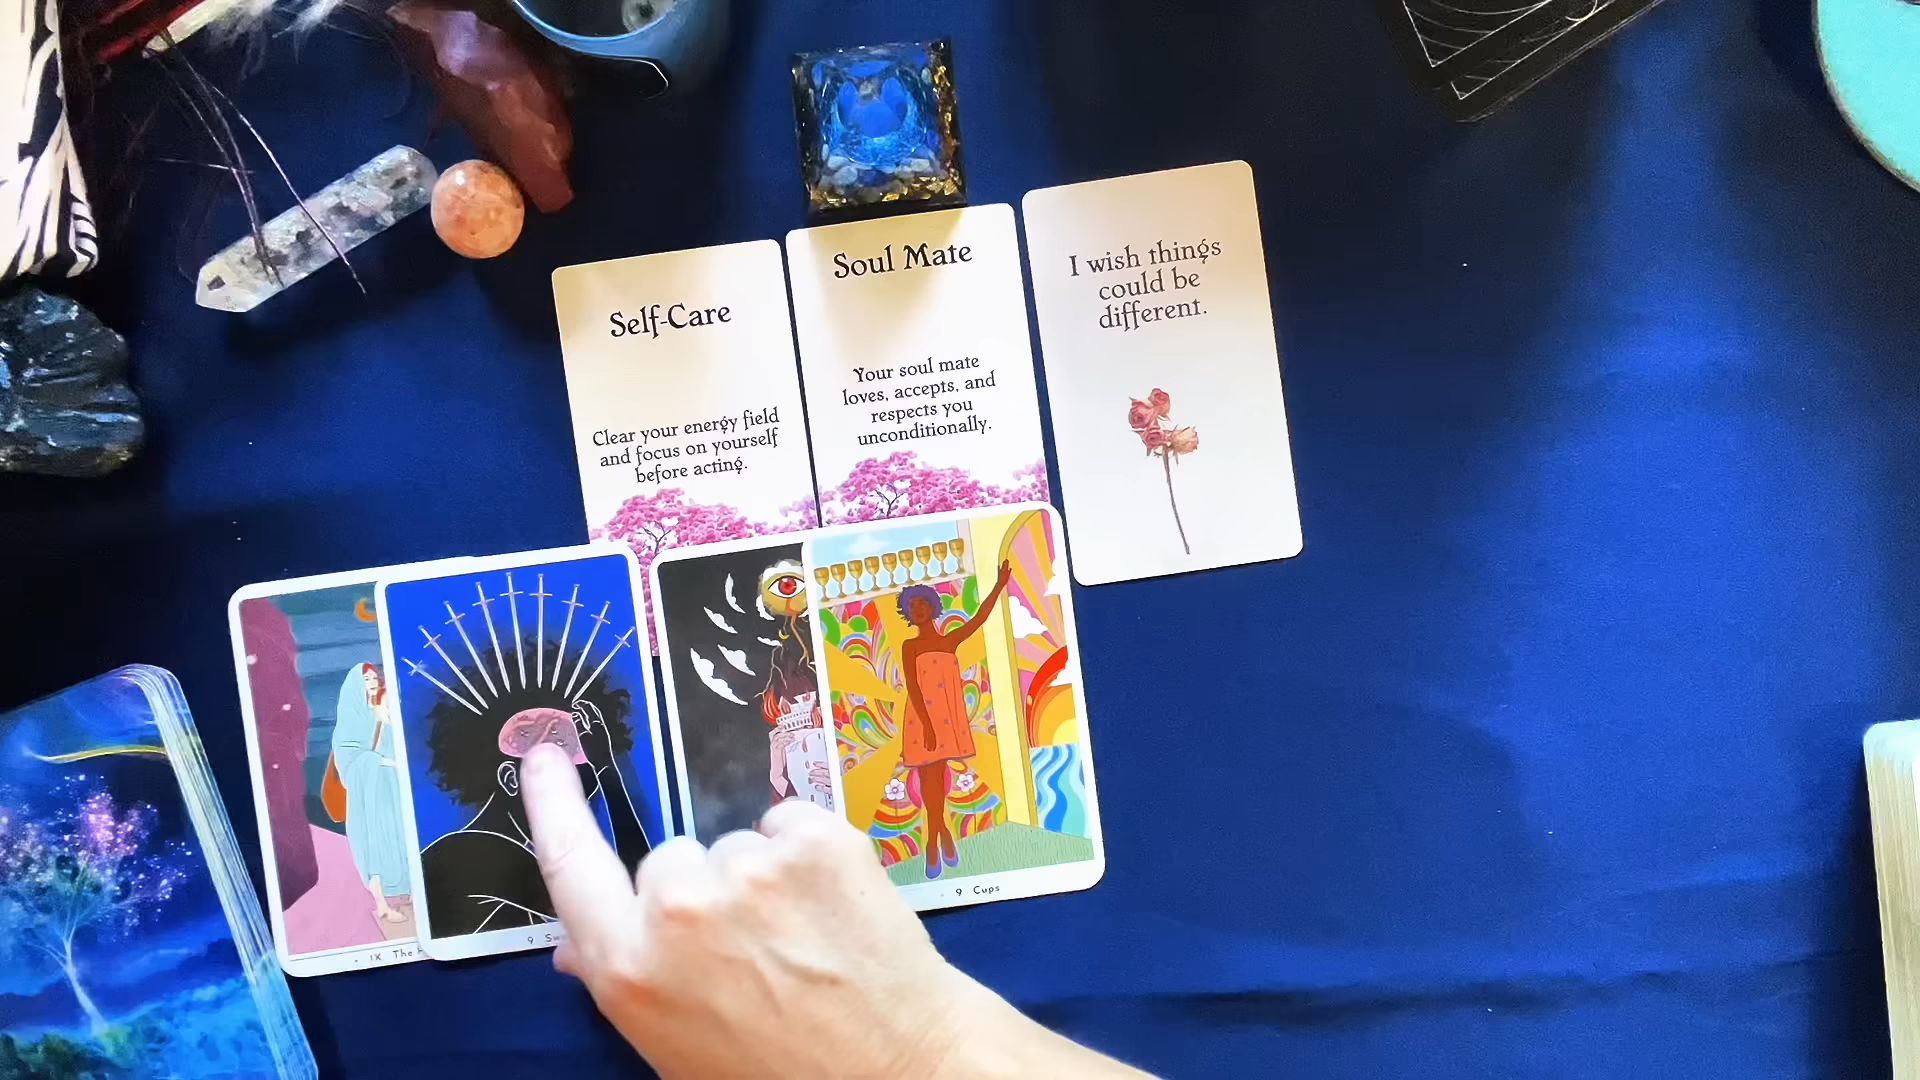 Self-Care
Clear your energy field
and focus on yourself
before acting.
Soul Mate
Your soul mate
loves, accepts, and
respects you
unconditionally.
I wish things
could be
different.
IX The
9
9 Cups